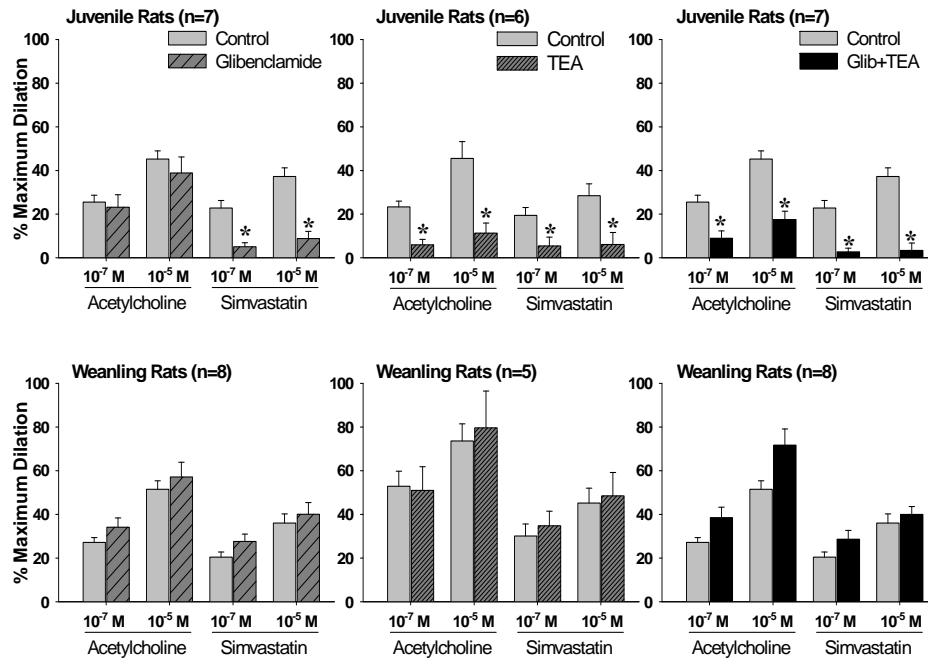 Juvenile Rats (n=7)
Control
Glibenclamide
% Maximum Dilation
100
80
60
40
20
0
* *
10⁻⁷ M 10⁻⁵ M 10⁻⁷ M 10⁻⁵ M
Acetylcholine Simvastatin
Juvenile Rats (n=6)
Control
TEA
100
80
60
40
20
0
* * * *
10⁻⁷ M 10⁻⁵ M 10⁻⁷ M 10⁻⁵ M
Acetylcholine Simvastatin
Juvenile Rats (n=7)
Control
Glib+TEA
100
80
60
40
20
0
* * * *
10⁻⁷ M 10⁻⁵ M 10⁻⁷ M 10⁻⁵ M
Acetylcholine Simvastatin
Weanling Rats (n=8)
% Maximum Dilation
100
80
60
40
20
0
10⁻⁷ M 10⁻⁵ M 10⁻⁷ M 10⁻⁵ M
Acetylcholine Simvastatin
Weanling Rats (n=5)
100
80
60
40
20
0
10⁻⁷ M 10⁻⁵ M 10⁻⁷ M 10⁻⁵ M
Acetylcholine Simvastatin
Weanling Rats (n=8)
100
80
60
40
20
0
10⁻⁷ M 10⁻⁵ M 10⁻⁷ M 10⁻⁵ M
Acetylcholine Simvastatin